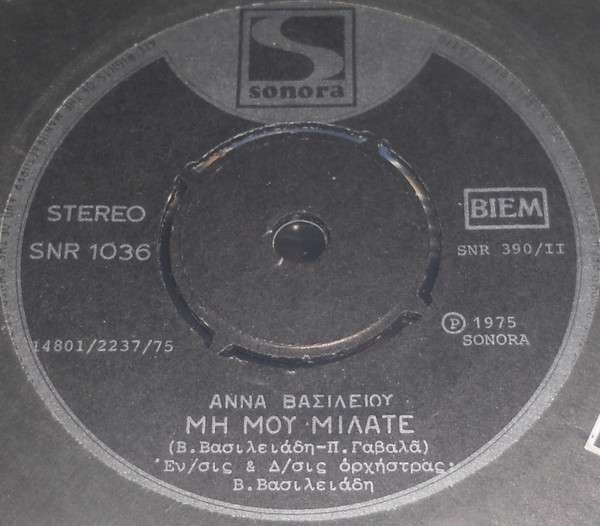 S
sonora
STEREO
SNR 1036
BIEM
SNR 390/II
14801/2237/75
Ⓟ 1975
SONORA
ΑΝΝΑ ΒΑΣΙΛΕΙΟΥ
ΜΗ ΜΟΥ ΜΙΛΑΤΕ
(Β.Βασιλειάδη-Π.Γαβαλᾶ)
Ἐν/σις & Δ/σις ὀρχήστρας:
Β.Βασιλειάδη